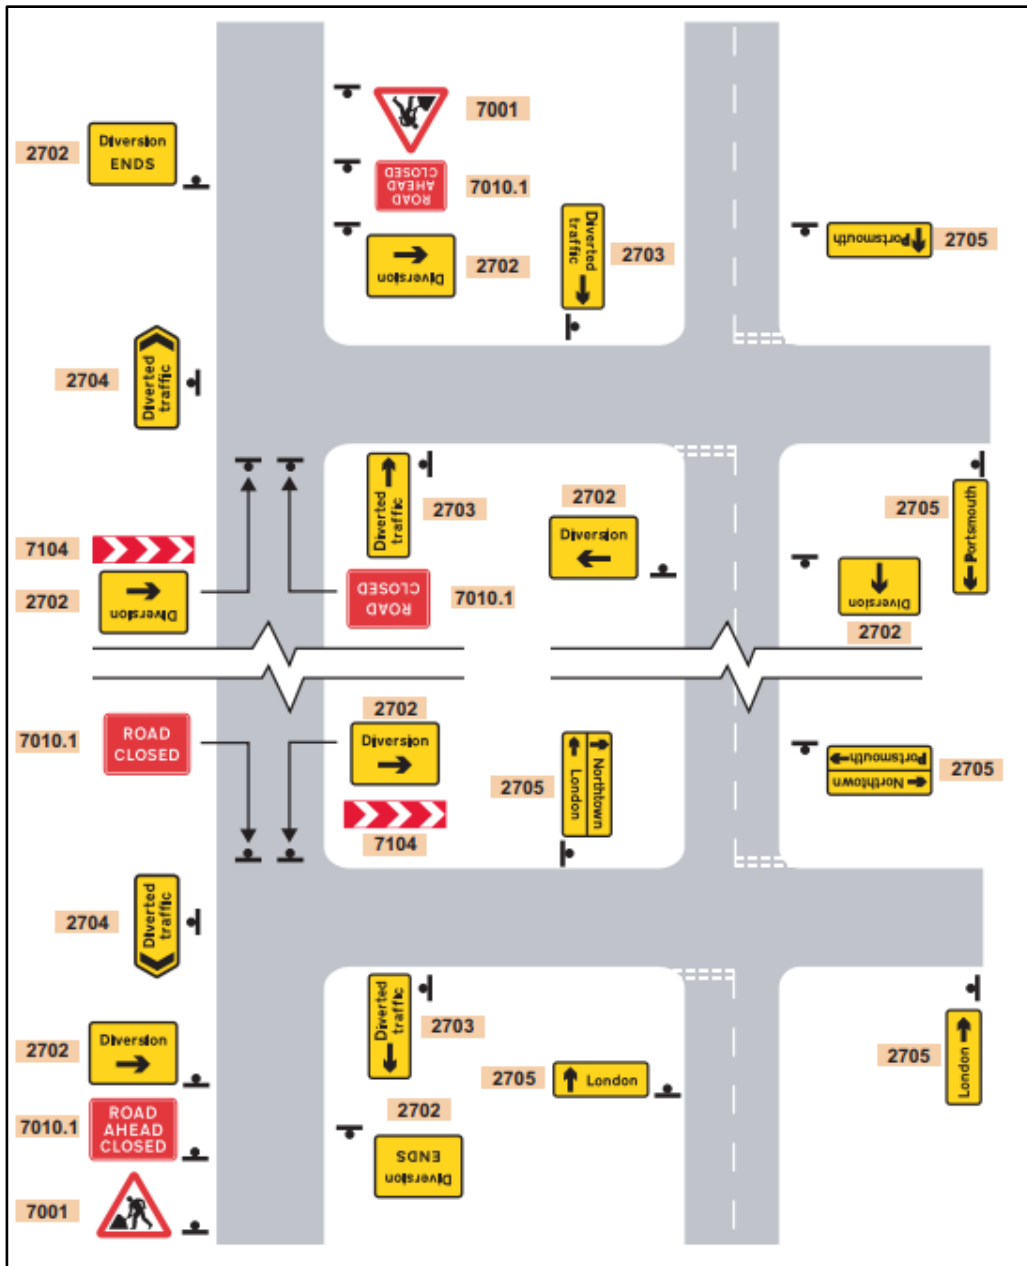 7001
2702
Diversion
ENDS
ROAD
AHEAD
CLOSED
7010.1
Diverted
traffic
2703
Portsmouth
2705
Diversion
2702
2704
Diverted
traffic
Diverted
traffic
2703
2702
Diversion
2705
Portsmouth
7104
2702
Diversion
ROAD
CLOSED
7010.1
Diversion
2702
7010.1
ROAD
CLOSED
2702
Diversion
7104
2705
Northtown
London
Northtown
Portsmouth
2705
2704
Diverted
traffic
Diverted
traffic
2703
2702
Diversion
2705
London
2705
London
7010.1
ROAD
AHEAD
CLOSED
2702
Diversion
ENDS
7001